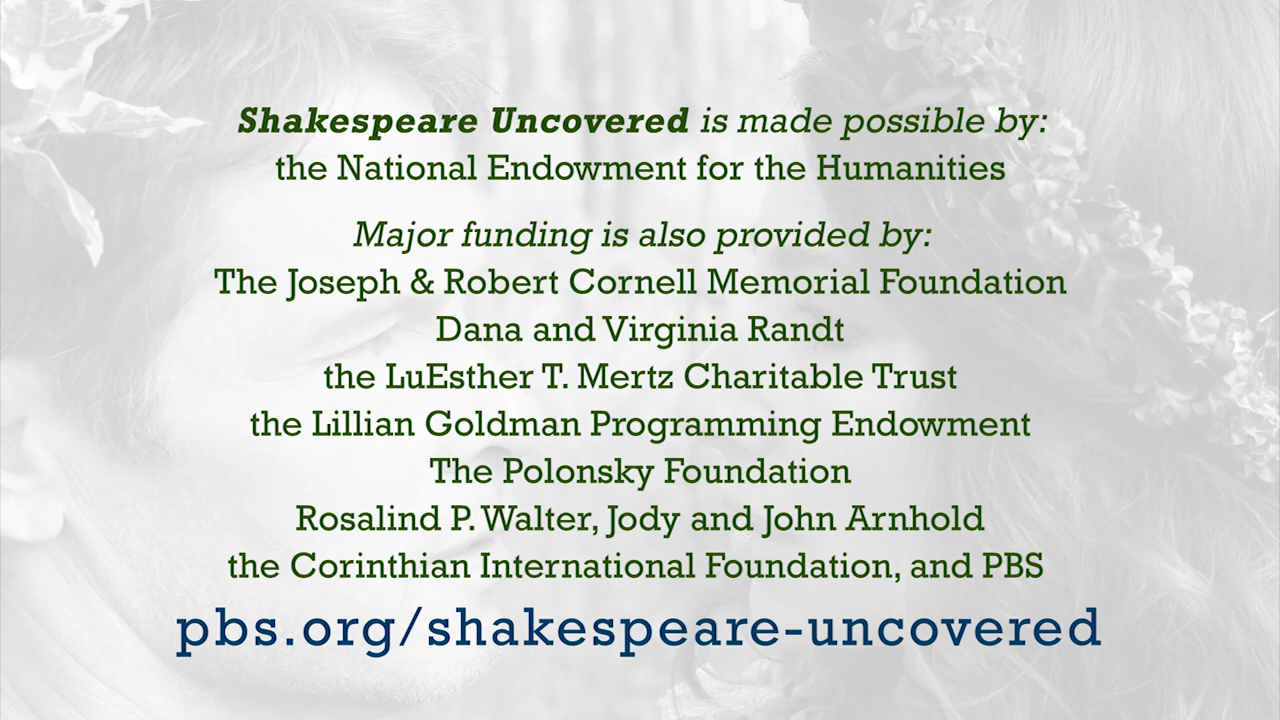 Shakespeare Uncovered is made possible by:
the National Endowment for the Humanities
Major funding is also provided by:
The Joseph & Robert Cornell Memorial Foundation
Dana and Virginia Randt
the LuEsther T. Mertz Charitable Trust
the Lillian Goldman Programming Endowment
The Polonsky Foundation
Rosalind P. Walter, Jody and John Arnhold
the Corinthian International Foundation, and PBS
pbs.org/shakespeare-uncovered